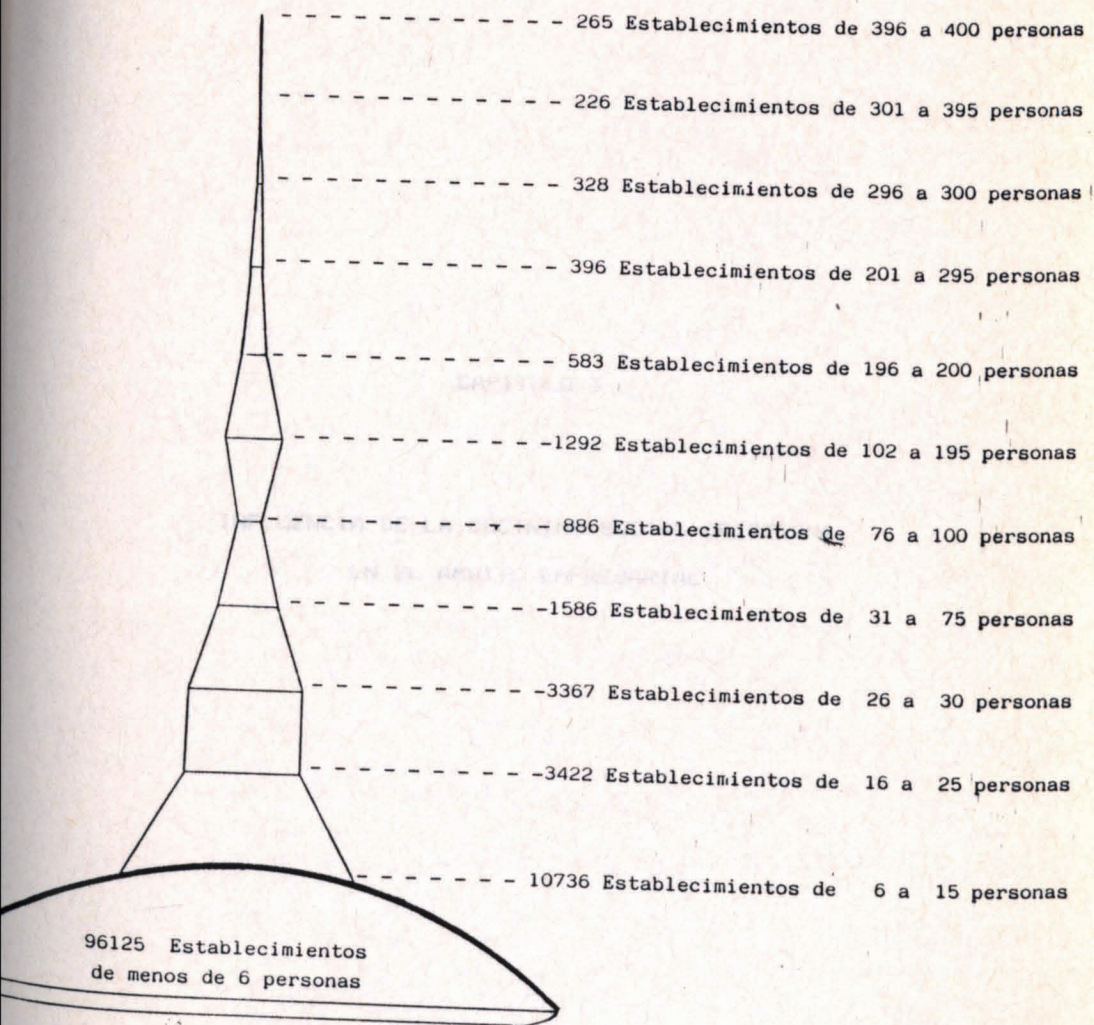 265 Establecimientos de 396 a 400 personas
226 Establecimientos de 301 a 395 personas
328 Establecimientos de 296 a 300 personas
396 Establecimientos de 201 a 295 personas
583 Establecimientos de 196 a 200 personas
-1292 Establecimientos de 102 a 195 personas
886 Establecimientos de 76 a 100 personas
-1586 Establecimientos de 31 a 75 personas
-3367 Establecimientos de 26 a 30 personas
-3422 Establecimientos de 16 a 25 personas
10736 Establecimientos de 6 a 15 personas
96125 Establecimientos
de menos de 6 personas